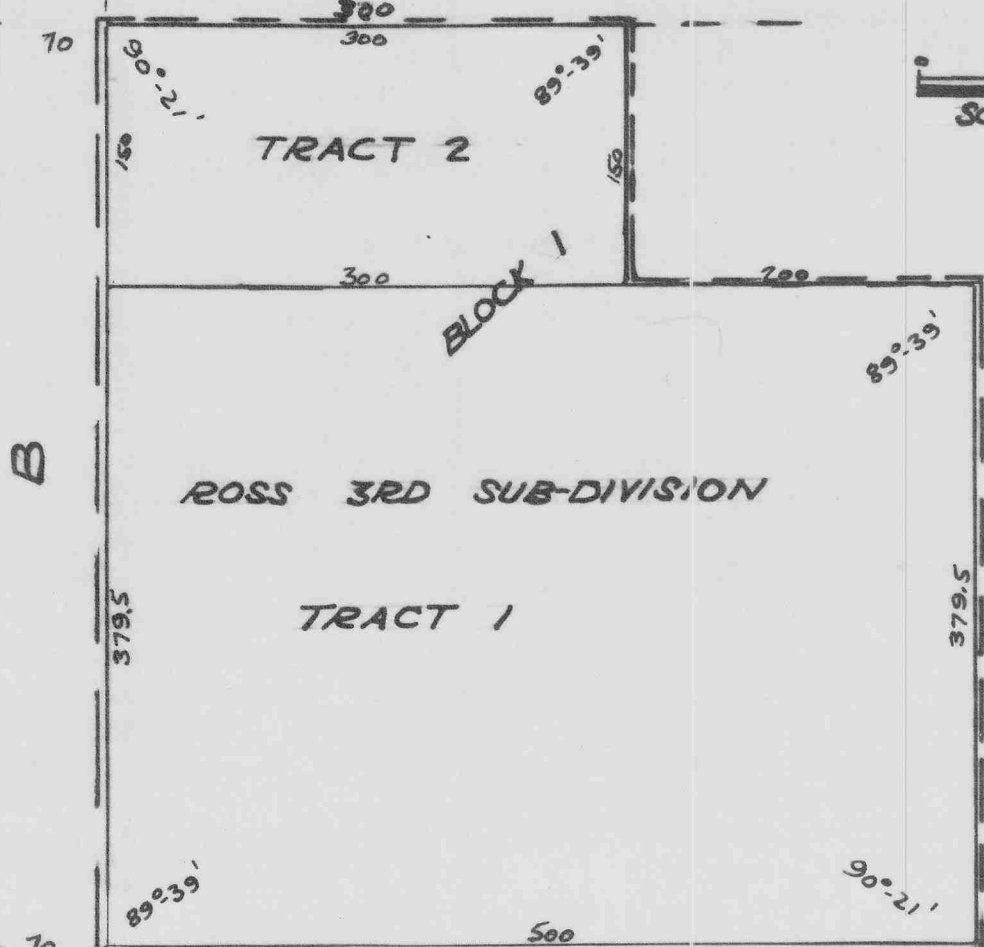 300
70 300
90°-21' 89°-39'
0
TRACT 2
150 150
BLOCK 1
300 200
89°-39'
B
ROSS 3RD SUB-DIVISION
379.5 379.5
TRACT 1
89°-39' 90°-21'
500